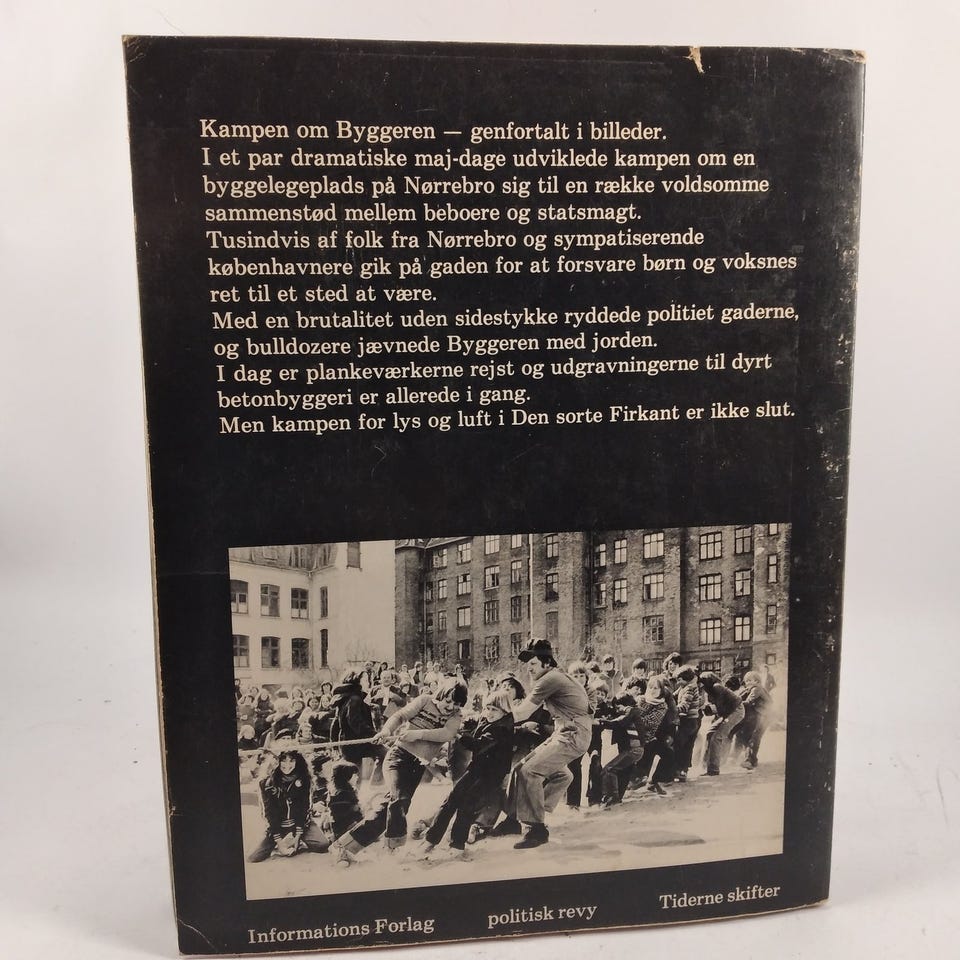 Kampen om Byggeren — genfortalt i billeder.
I et par dramatiske maj-dage udviklede kampen om en
byggelegeplads på Nørrebro sig til en række voldsomme
sammenstød mellem beboere og statsmagt.
Tusindvis af folk fra Nørrebro og sympatiserende
københavnere gik på gaden for at forsvare børn og voksnes
ret til et sted at være.
Med en brutalitet uden sidestykke ryddede politiet gaderne,
og bulldozere jævnede Byggeren med jorden.
I dag er plankeværkerne rejst og udgravningerne til dyrt
betonbyggeri er allerede i gang.
Men kampen for lys og luft i Den sorte Firkant er ikke slut.
Informations Forlag politisk revy Tiderne skifter